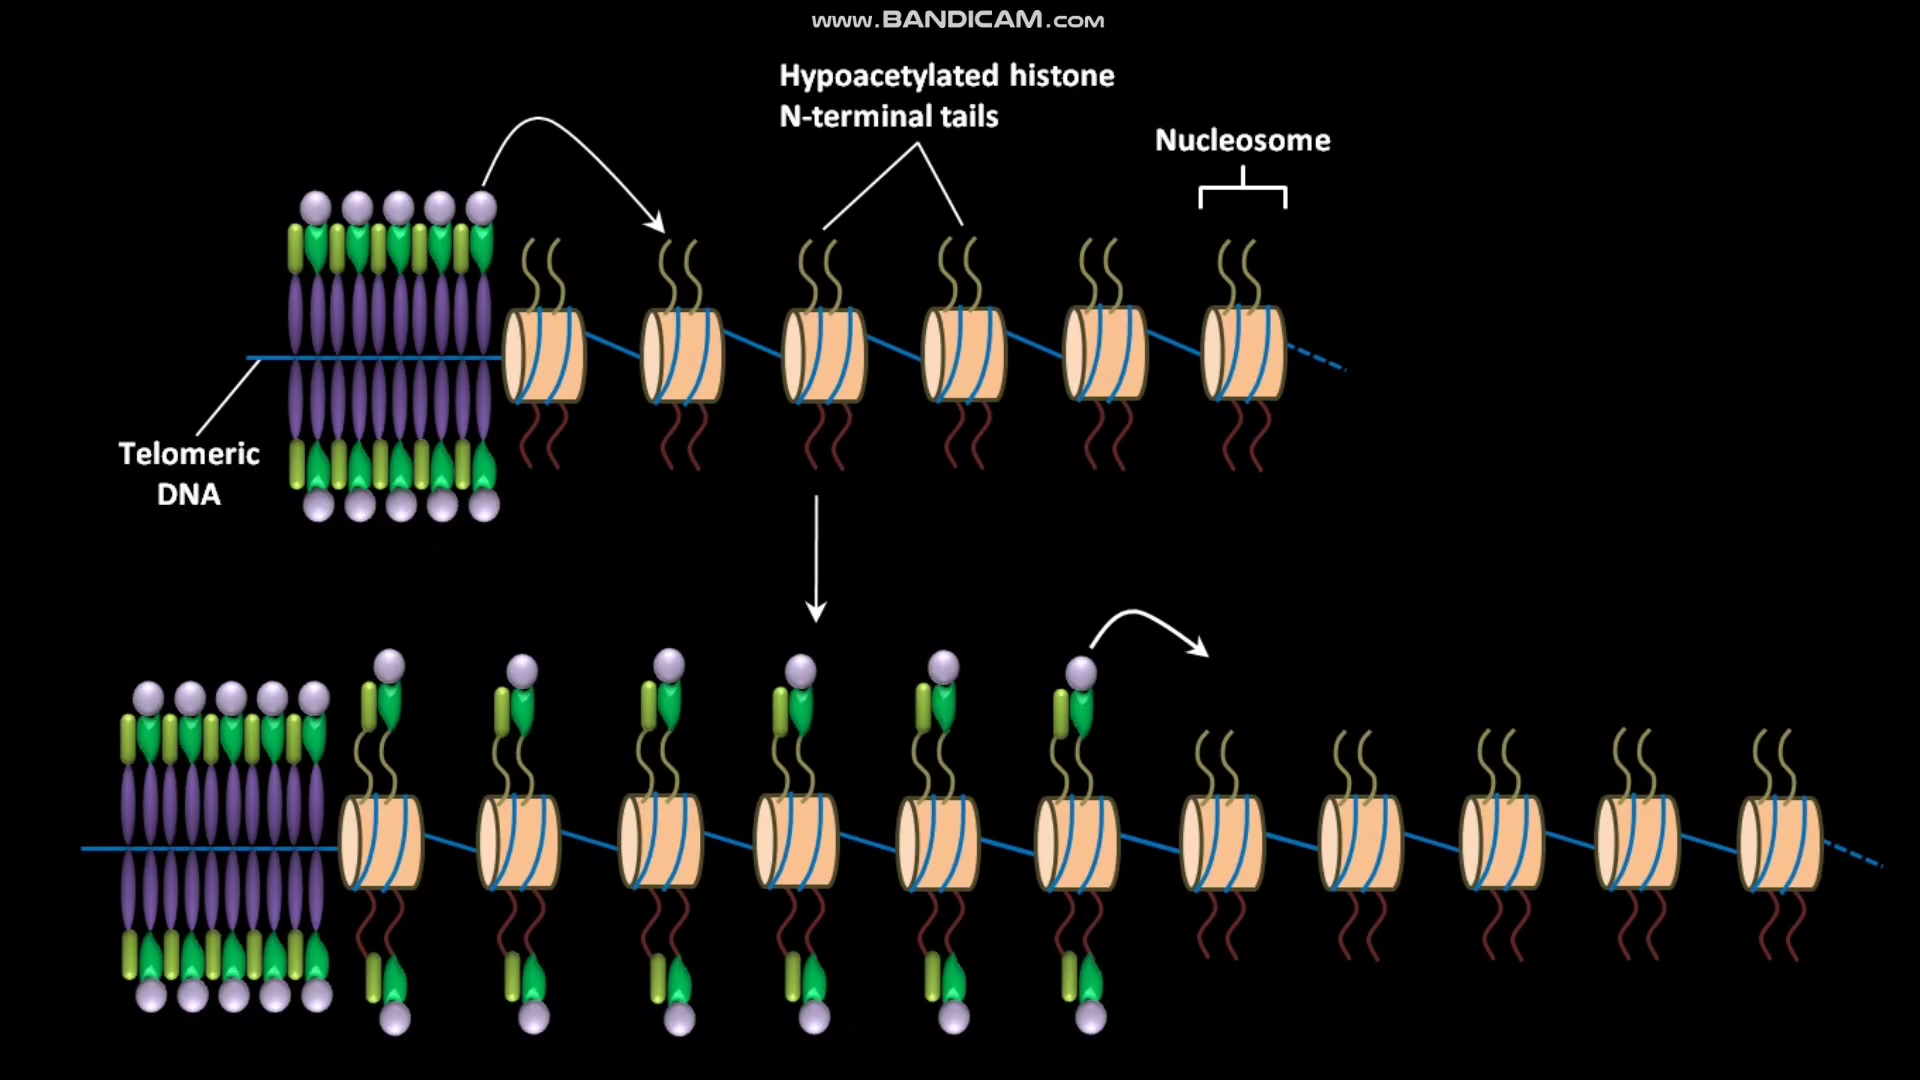 www.BANDICAM.com
Hypoacetylated histone
N-terminal tails
Nucleosome
Telomeric
DNA